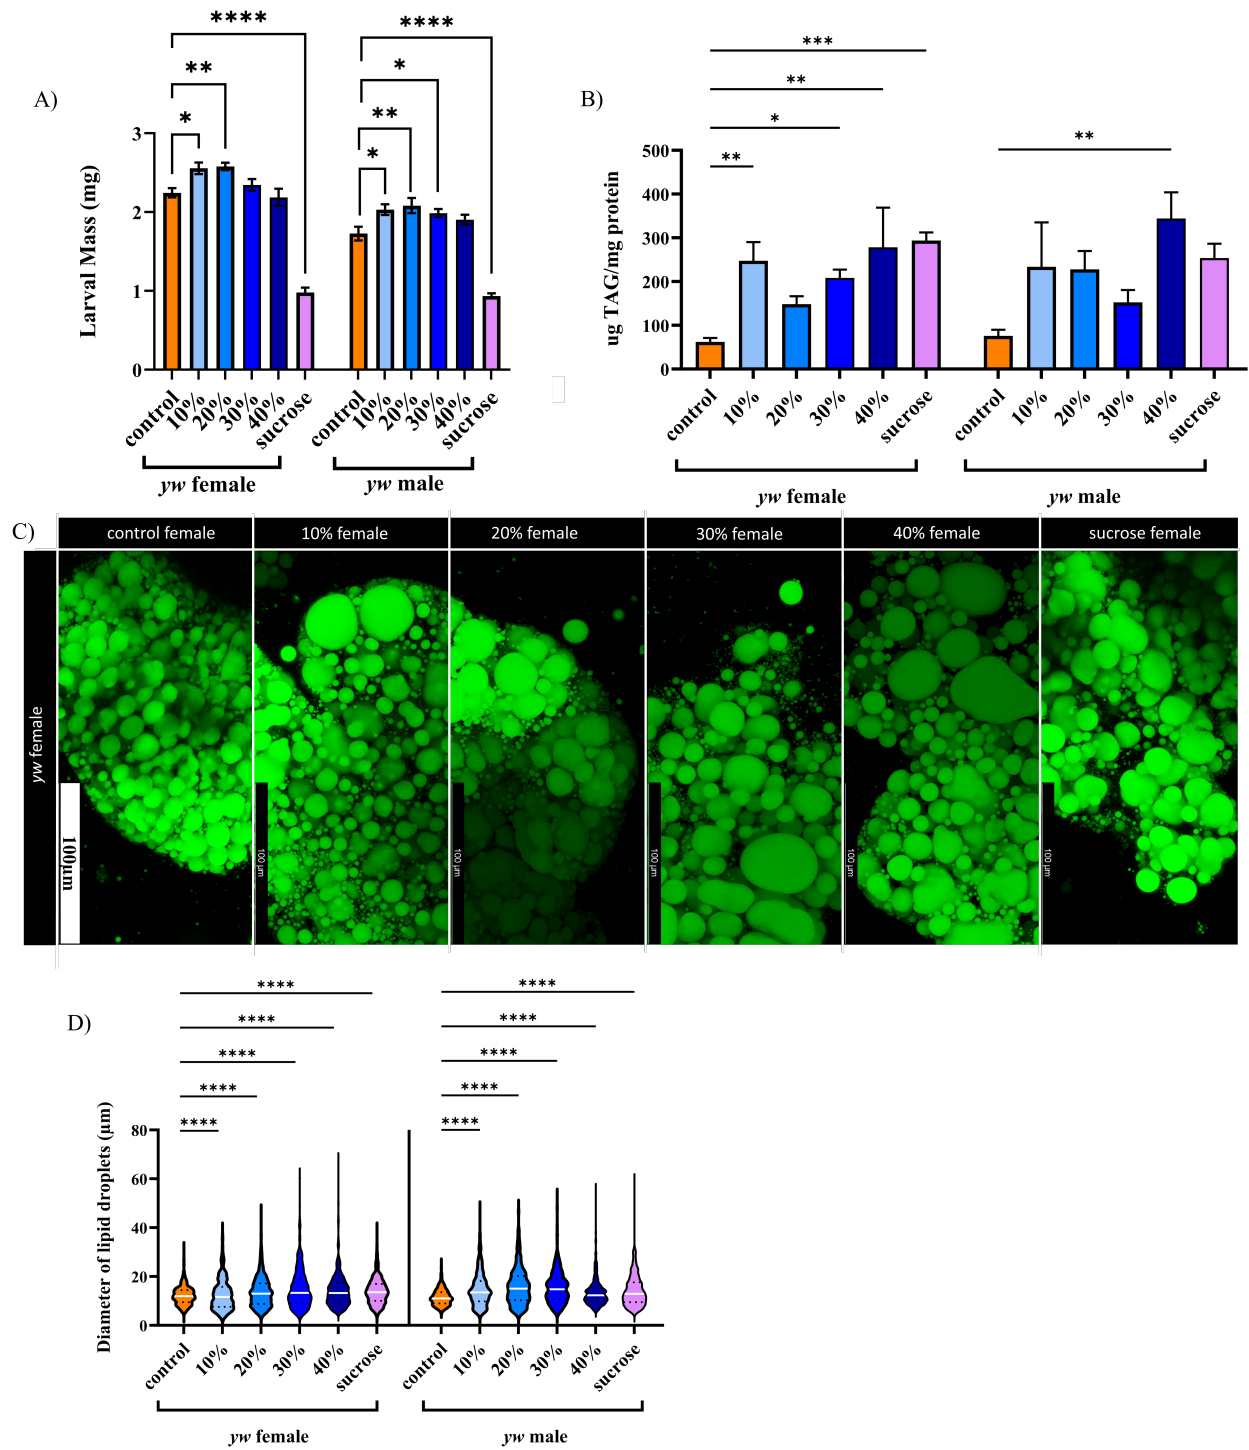 A)
****
**
*
****
*
**
*
Larval Mass (mg)
3
2
1
0
control
10%
20%
30%
40%
sucrose
control
10%
20%
30%
40%
sucrose
yw female
yw male
B)
***
**
*
**
**
ug TAG/mg protein
500
400
300
200
100
0
control
10%
20%
30%
40%
sucrose
control
10%
20%
30%
40%
sucrose
yw female
yw male
C)
control female
10% female
20% female
30% female
40% female
sucrose female
yw female
100µm
100 µm
100 µm
100 µm
100 µm
100 µm
D)
****
****
****
****
****
****
****
****
****
****
Diameter of lipid droplets (µm)
80
60
40
20
0
control
10%
20%
30%
40%
sucrose
control
10%
20%
30%
40%
sucrose
yw female
yw male